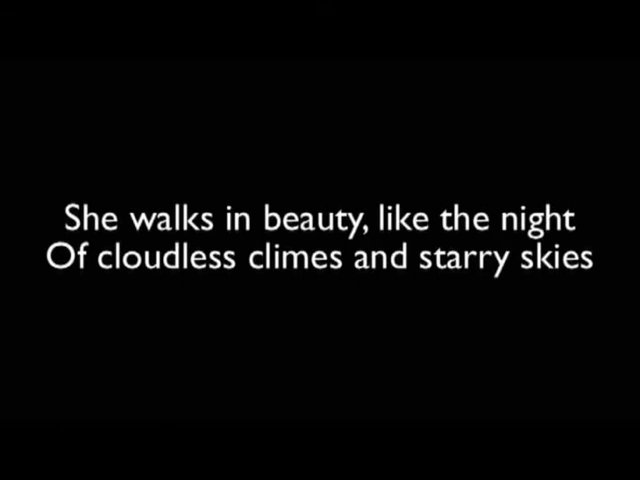 She walks in beauty, like the night
Of cloudless climes and starry skies